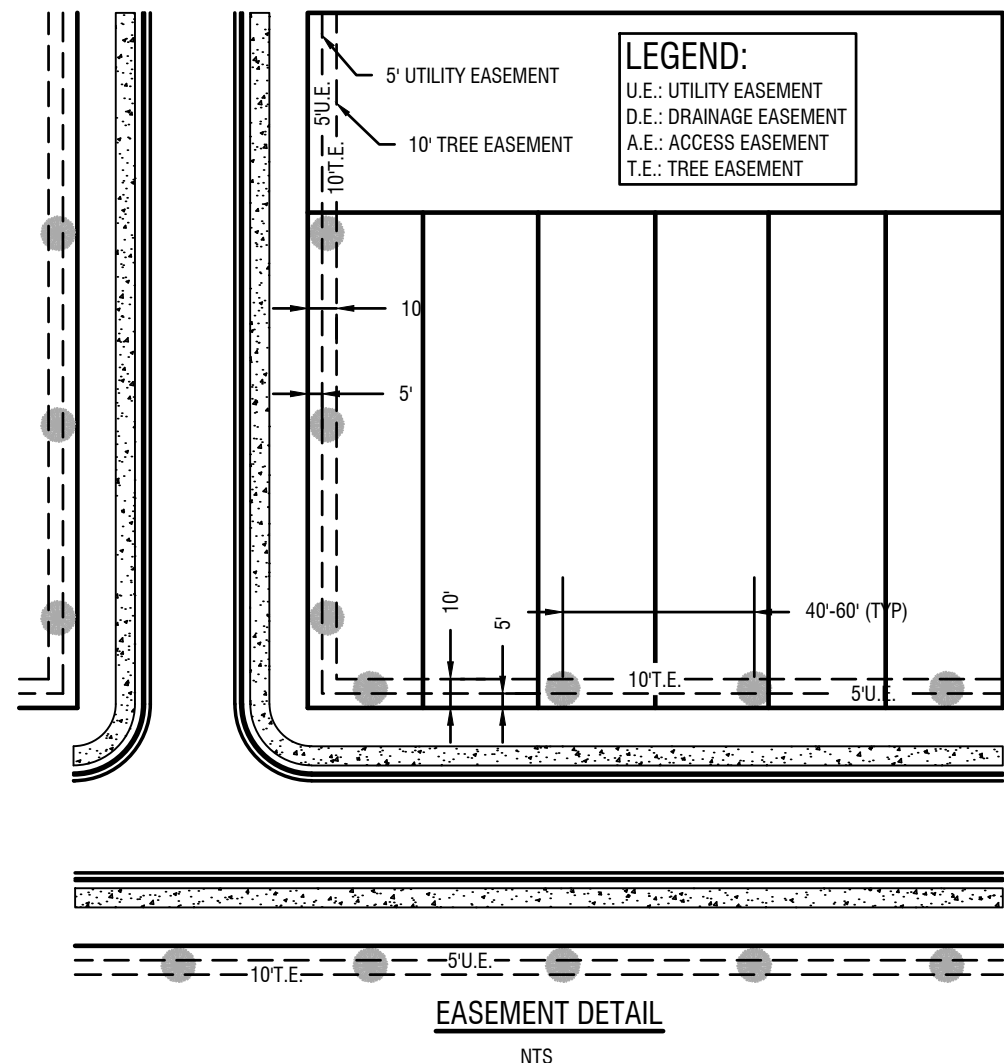 5' UTILITY EASEMENT
10' TREE EASEMENT
5'U.E.
10'T.E.
LEGEND:
U.E.: UTILITY EASEMENT
D.E.: DRAINAGE EASEMENT
A.E.: ACCESS EASEMENT
T.E.: TREE EASEMENT
10
5'
10'
5'
40'-60' (TYP)
10'T.E.
5'U.E.
5'U.E.
10'T.E.
EASEMENT DETAIL
NTS